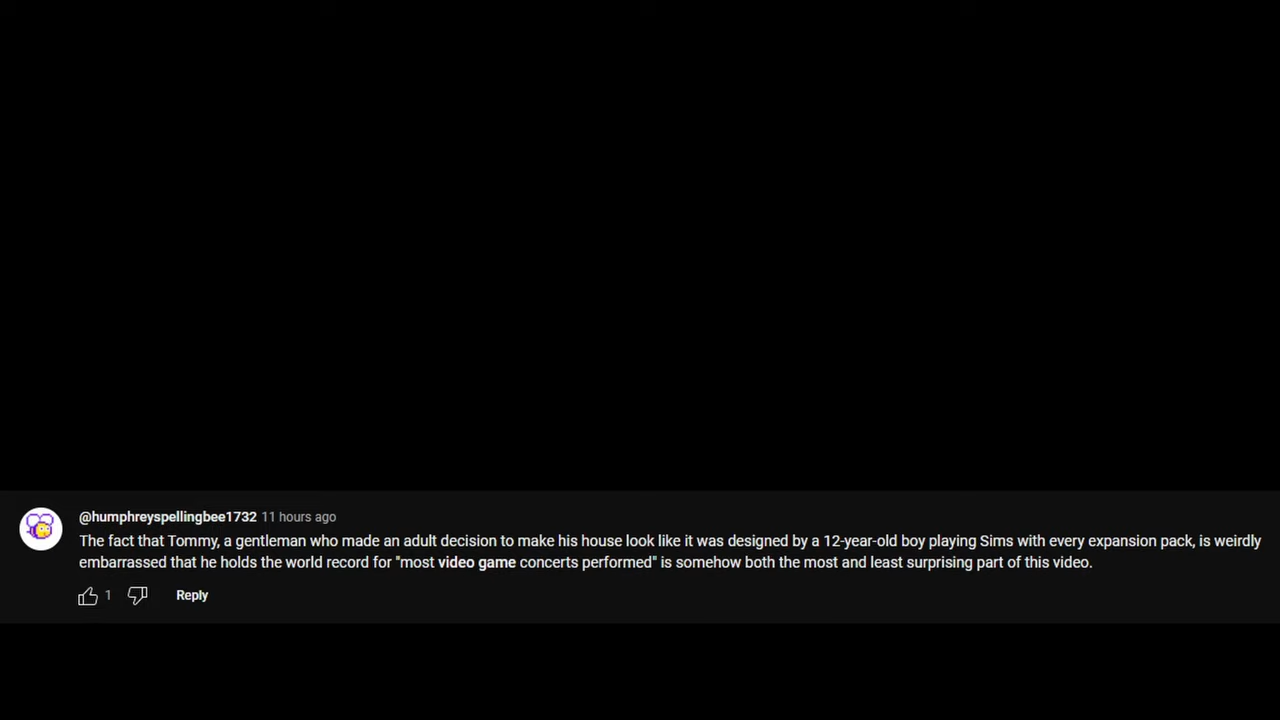 @humphreyspellingbee1732 11 hours ago
The fact that Tommy, a gentleman who made an adult decision to make his house look like it was designed by a 12-year-old boy playing Sims with every expansion pack, is weirdly
embarrassed that he holds the world record for "most video game concerts performed" is somehow both the most and least surprising part of this video.
1 Reply